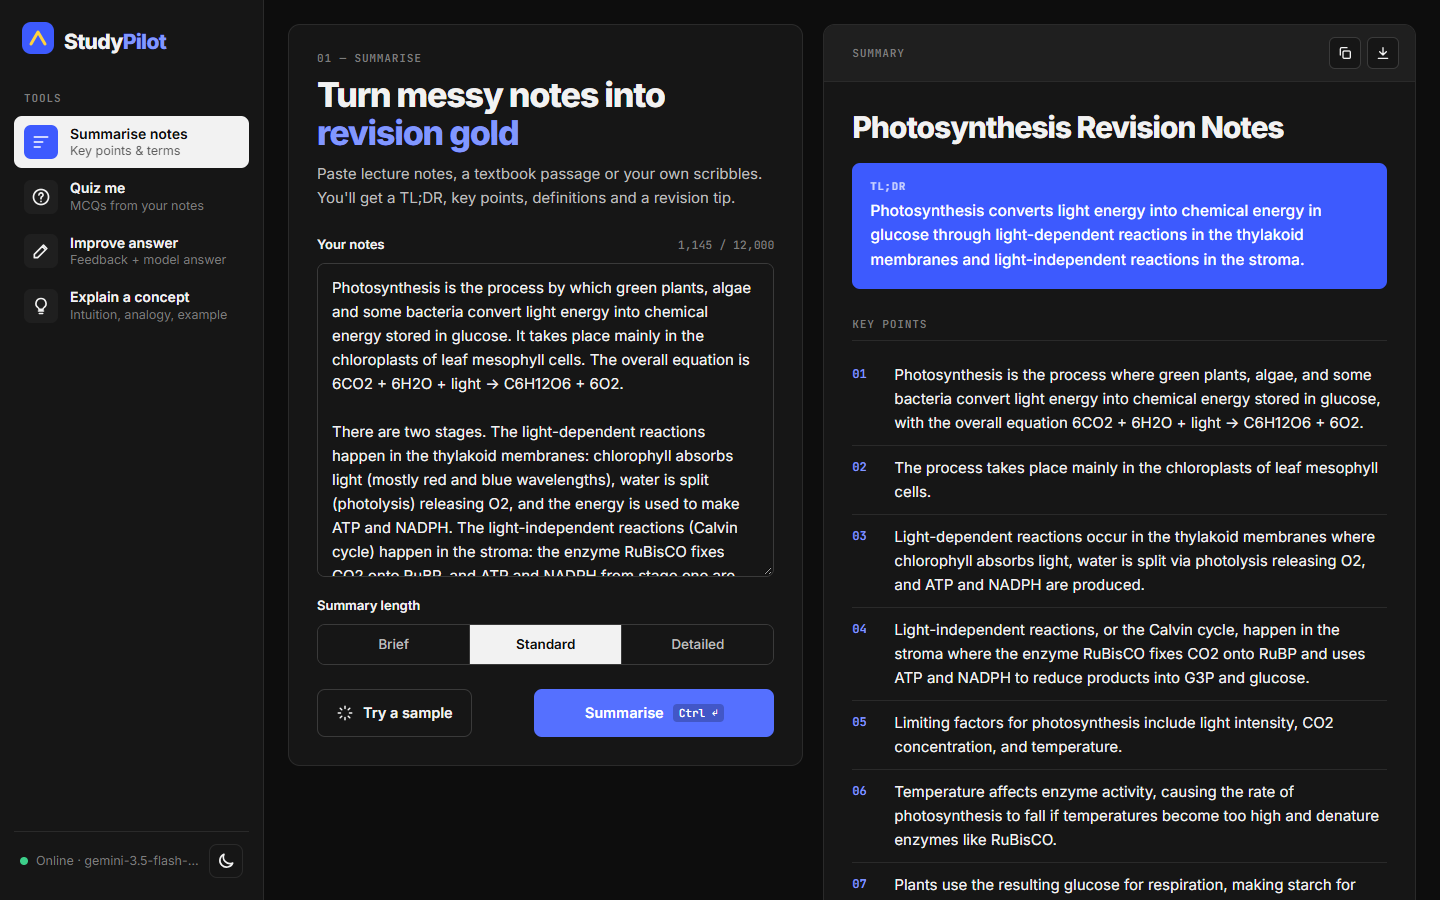 StudyPilot
TOOLS
Summarise notes
Key points & terms
Quiz me
MCQs from your notes
Improve answer
Feedback + model answer
Explain a concept
Intuition, analogy, example
Online · gemini-3.5-flash-...
01 — SUMMARISE
Turn messy notes into
revision gold
Paste lecture notes, a textbook passage or your own scribbles.
You'll get a TL;DR, key points, definitions and a revision tip.
Your notes
1,145 / 12,000
Photosynthesis is the process by which green plants, algae
and some bacteria convert light energy into chemical
energy stored in glucose. It takes place mainly in the
chloroplasts of leaf mesophyll cells. The overall equation is
6CO2 + 6H2O + light → C6H12O6 + 6O2.
There are two stages. The light-dependent reactions
happen in the thylakoid membranes: chlorophyll absorbs
light (mostly red and blue wavelengths), water is split
(photolysis) releasing O2, and the energy is used to make
ATP and NADPH. The light-independent reactions (Calvin
cycle) happen in the stroma: the enzyme RuBisCO fixes
CO2 onto RuBP, and ATP and NADPH from stage one are
Summary length
Brief
Standard
Detailed
Try a sample
Summarise Ctrl ↵
SUMMARY
Photosynthesis Revision Notes
TL;DR
Photosynthesis converts light energy into chemical energy in
glucose through light-dependent reactions in the thylakoid
membranes and light-independent reactions in the stroma.
KEY POINTS
01 Photosynthesis is the process where green plants, algae, and some
bacteria convert light energy into chemical energy stored in glucose,
with the overall equation 6CO2 + 6H2O + light → C6H12O6 + 6O2.
02 The process takes place mainly in the chloroplasts of leaf mesophyll
cells.
03 Light-dependent reactions occur in the thylakoid membranes where
chlorophyll absorbs light, water is split via photolysis releasing O2,
and ATP and NADPH are produced.
04 Light-independent reactions, or the Calvin cycle, happen in the
stroma where the enzyme RuBisCO fixes CO2 onto RuBP and uses
ATP and NADPH to reduce products into G3P and glucose.
05 Limiting factors for photosynthesis include light intensity, CO2
concentration, and temperature.
06 Temperature affects enzyme activity, causing the rate of
photosynthesis to fall if temperatures become too high and denature
enzymes like RuBisCO.
07 Plants use the resulting glucose for respiration, making starch for